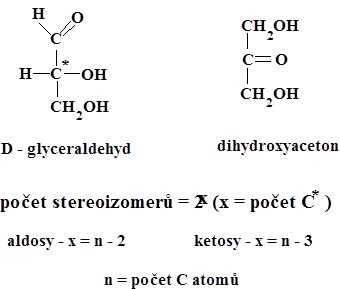 H O
C
H—C*—OH
CH2OH
D - glyceraldehyd
CH2OH
C=O
CH2OH
dihydroxyaceton
počet stereoizomerů = 2x (x = počet C* )
aldosy - x = n - 2
ketosy - x = n - 3
n = počet C atomů